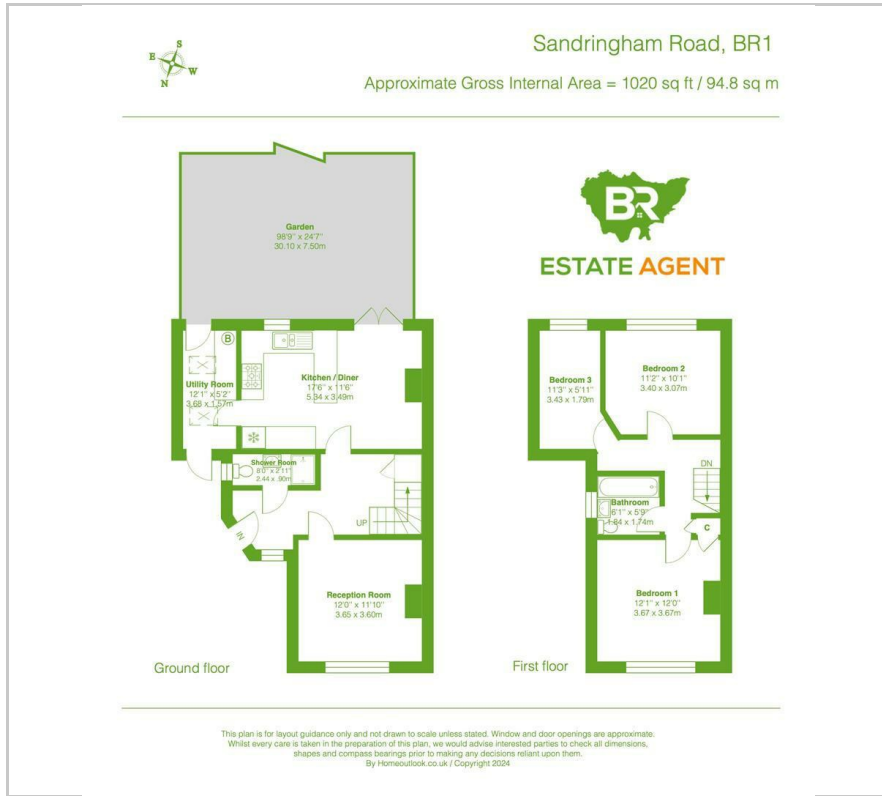 Sandringham Road, BR1
Approximate Gross Internal Area = 1020 sq ft / 94.8 sq m
S
E
W
N
BR
ESTATE AGENT
Garden
98'9'' x 24'7''
30.10 x 7.50m
B
Utility Room
12'1'' x 5'2''
3.68 x 1.57m
Kitchen / Diner
17'6'' x 11'6''
5.34 x 3.49m
Shower Room
8'0'' x 2'11''
2.44 x .90m
IN
UP
Reception Room
12'0'' x 11'10''
3.65 x 3.60m
Ground floor
Bedroom 3
11'3'' x 5'11''
3.43 x 1.79m
Bedroom 2
11'2'' x 10'1''
3.40 x 3.07m
DN
Bathroom
6'1'' x 5'9''
1.84 x 1.74m
C
Bedroom 1
12'1'' x 12'0''
3.67 x 3.67m
First floor
This plan is for layout guidance only and not drawn to scale unless stated. Window and door openings are approximate.
Whilst every care is taken in the preparation of this plan, we would advise interested parties to check all dimensions,
shapes and compass bearings prior to making any decisions reliant upon them.
By Homeoutlook.co.uk / Copyright 2024